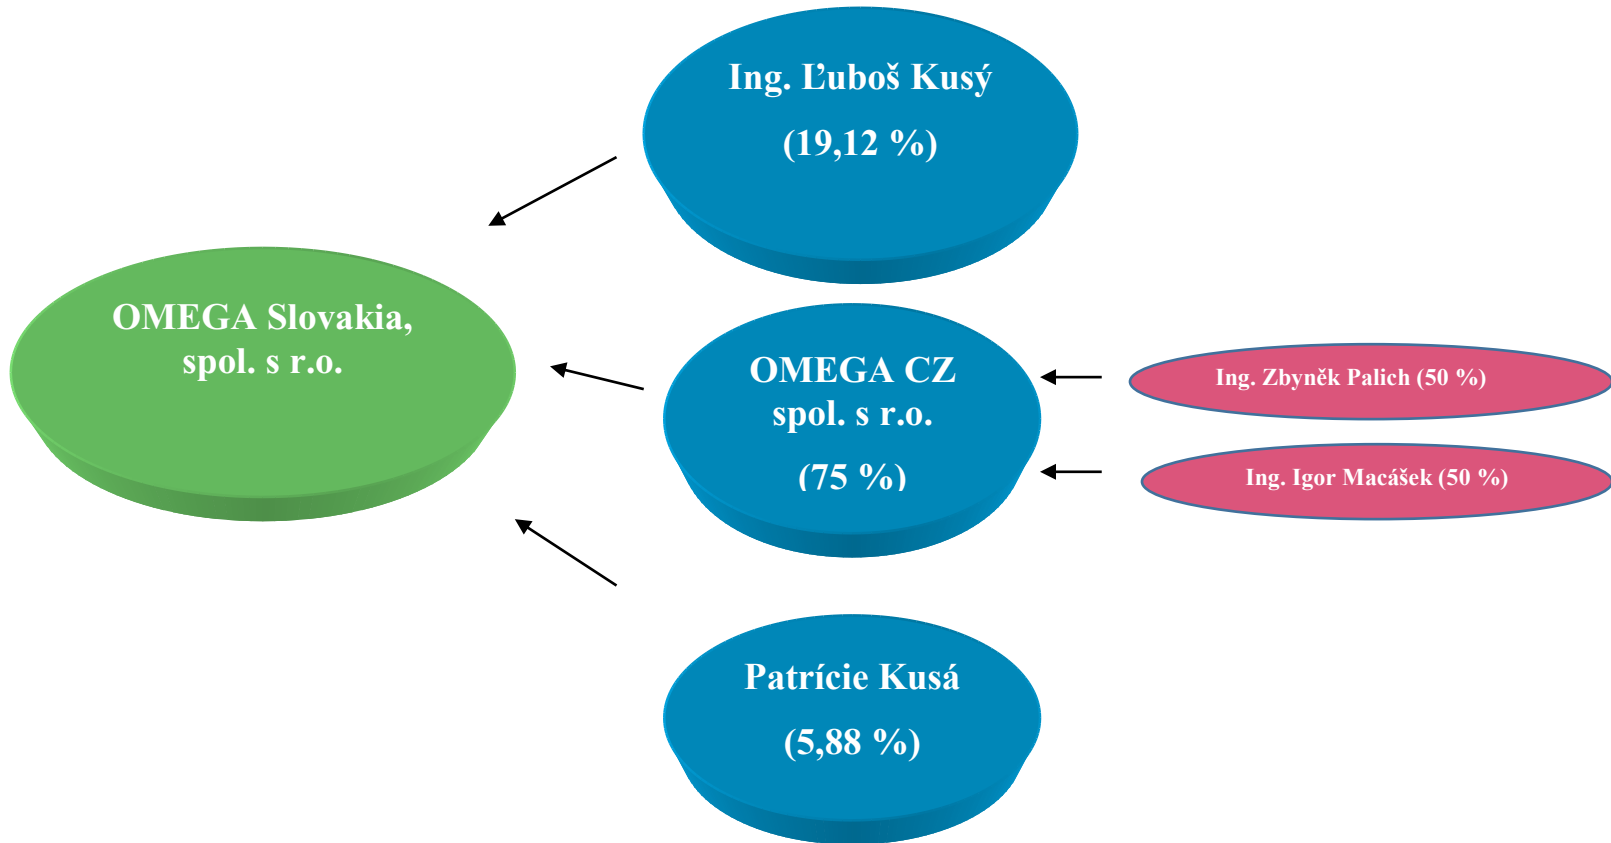 Ing. Ľuboš Kusý
(19,12 %)
OMEGA Slovakia,
spol. s r.o.
OMEGA CZ
spol. s r.o.
(75 %)
Ing. Zbyněk Palich (50 %)
Ing. Igor Macášek (50 %)
Patrície Kusá
(5,88 %)